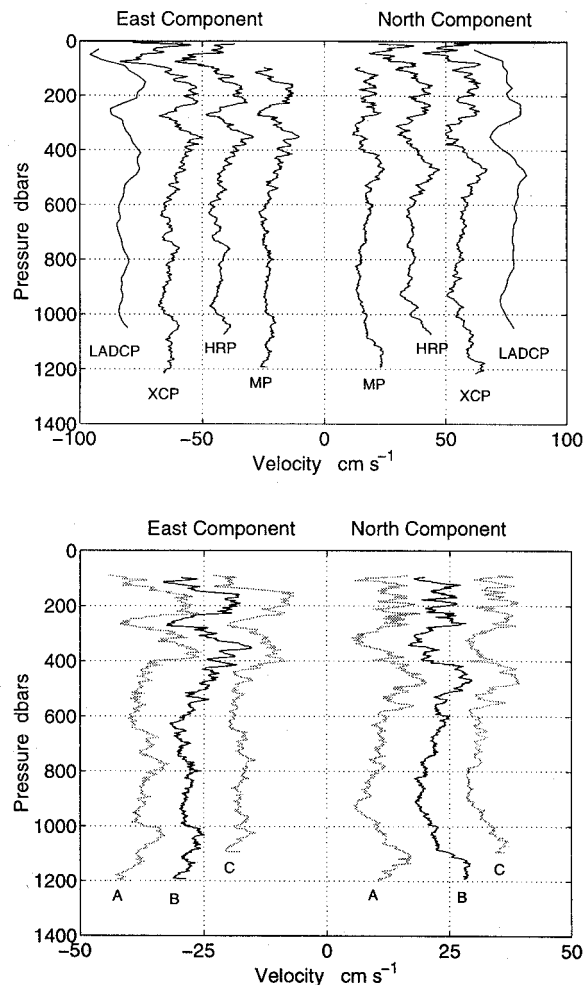 East Component North Component
0
200
400
600
800
1000
1200
1400
Pressure dbars
LADCP XCP HRP MP MP HRP XCP LADCP
−100 −50 0 50 100
Velocity cm s−1
East Component North Component
0
200
400
600
800
1000
1200
1400
Pressure dbars
A B C A B C
−50 −25 0 25 50
Velocity cm s−1